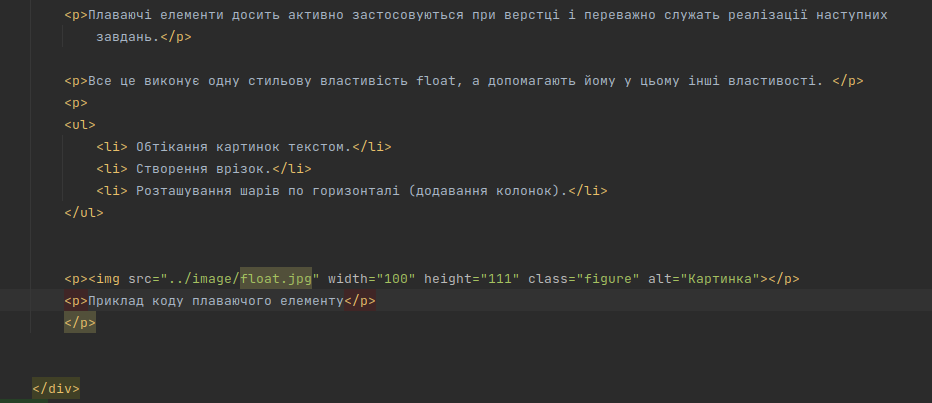 <p>Плаваючі елементи досить активно застосовуються при верстці і переважно служать реалізації наступних
завдань.</p>
<p>Все це виконує одну стильову властивість float, а допомагають йому у цьому інші властивості. </p>
<p>
<ul>
<li> Обтікання картинок текстом.</li>
<li> Створення врізок.</li>
<li> Розташування шарів по горизонталі (додавання колонок).</li>
</ul>
<p><img src="../image/float.jpg" width="100" height="111" class="figure" alt="Картинка"></p>
<p>Приклад коду плаваючого елементу</p>
</p>
</div>